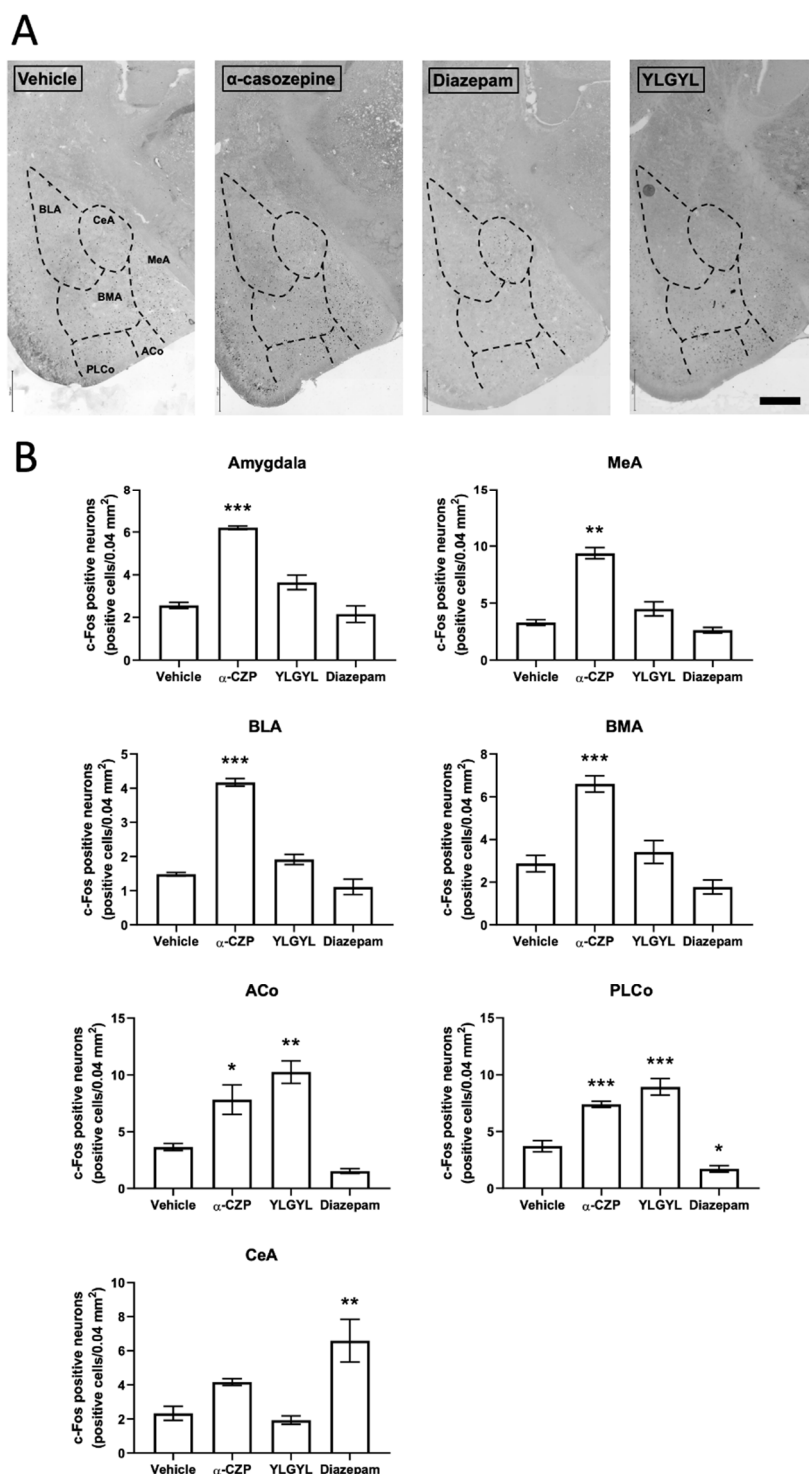 A
Vehicle
α-casozepine
Diazepam
YLGYL
BLA
CeA
MeA
BMA
ACo
PLCo
B
Amygdala
c-Fos positive neurons
(positive cells/0.04 mm²)
6
4
2
0
***
Vehicle α-CZP YLGYL Diazepam
MeA
c-Fos positive neurons
(positive cells/0.04 mm²)
15
10
5
0
**
Vehicle α-CZP YLGYL Diazepam
BLA
c-Fos positive neurons
(positive cells/0.04 mm²)
5
4
3
2
1
0
***
Vehicle α-CZP YLGYL Diazepam
BMA
c-Fos positive neurons
(positive cells/0.04 mm²)
8
6
4
2
0
***
Vehicle α-CZP YLGYL Diazepam
ACo
c-Fos positive neurons
(positive cells/0.04 mm²)
15
10
5
0
* **
Vehicle α-CZP YLGYL Diazepam
PLCo
c-Fos positive neurons
(positive cells/0.04 mm²)
15
10
5
0
*** *** *
Vehicle α-CZP YLGYL Diazepam
CeA
c-Fos positive neurons
(positive cells/0.04 mm²)
10
8
6
4
2
0
**
Vehicle α-CZP YLGYL Diazepam